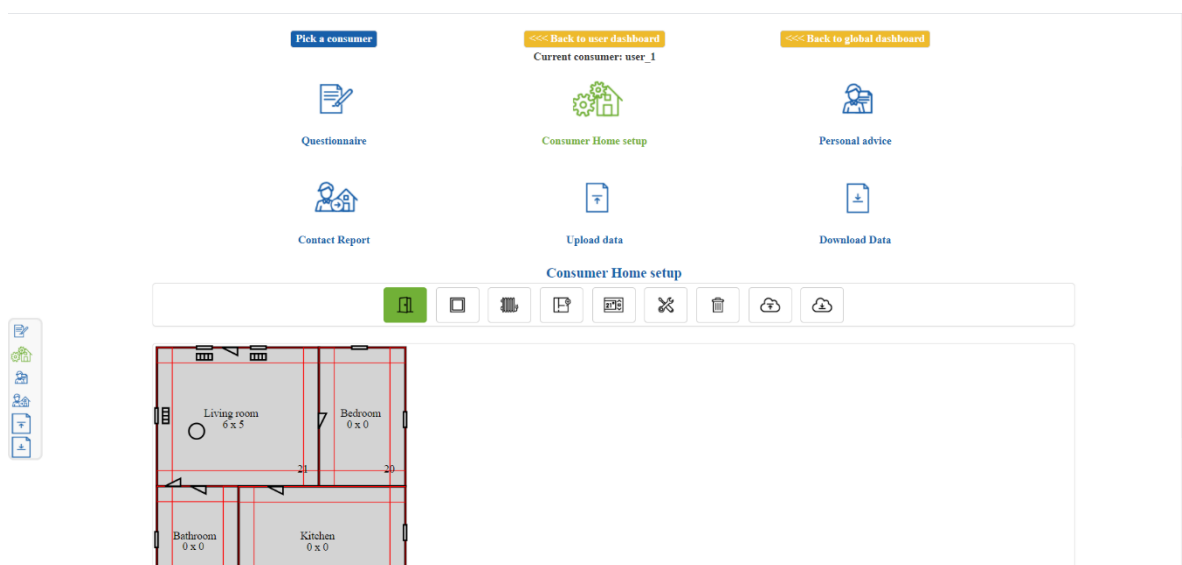 Pick a consumer
<<< Back to user dashboard
<<< Back to global dashboard
Current consumer: user_1
Questionnaire
Consumer Home setup
Personal advice
Contact Report
Upload data
Download Data
Consumer Home setup
Living room
6 x 5
Bedroom
0 x 0
21
20
Bathroom
0 x 0
Kitchen
0 x 0